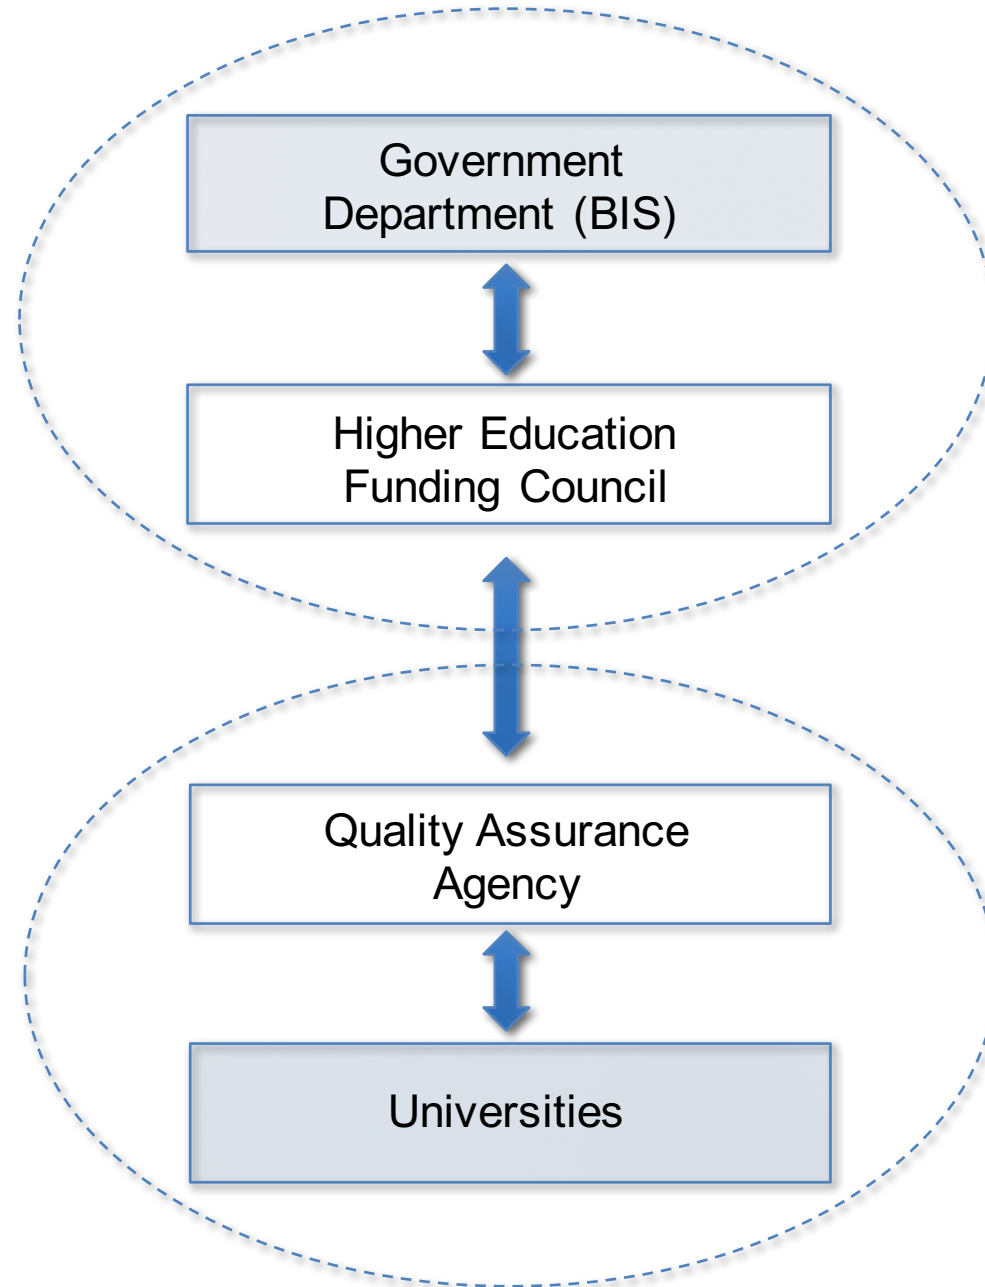 Government
Department (BIS)
Higher Education
Funding Council
Quality Assurance
Agency
Universities